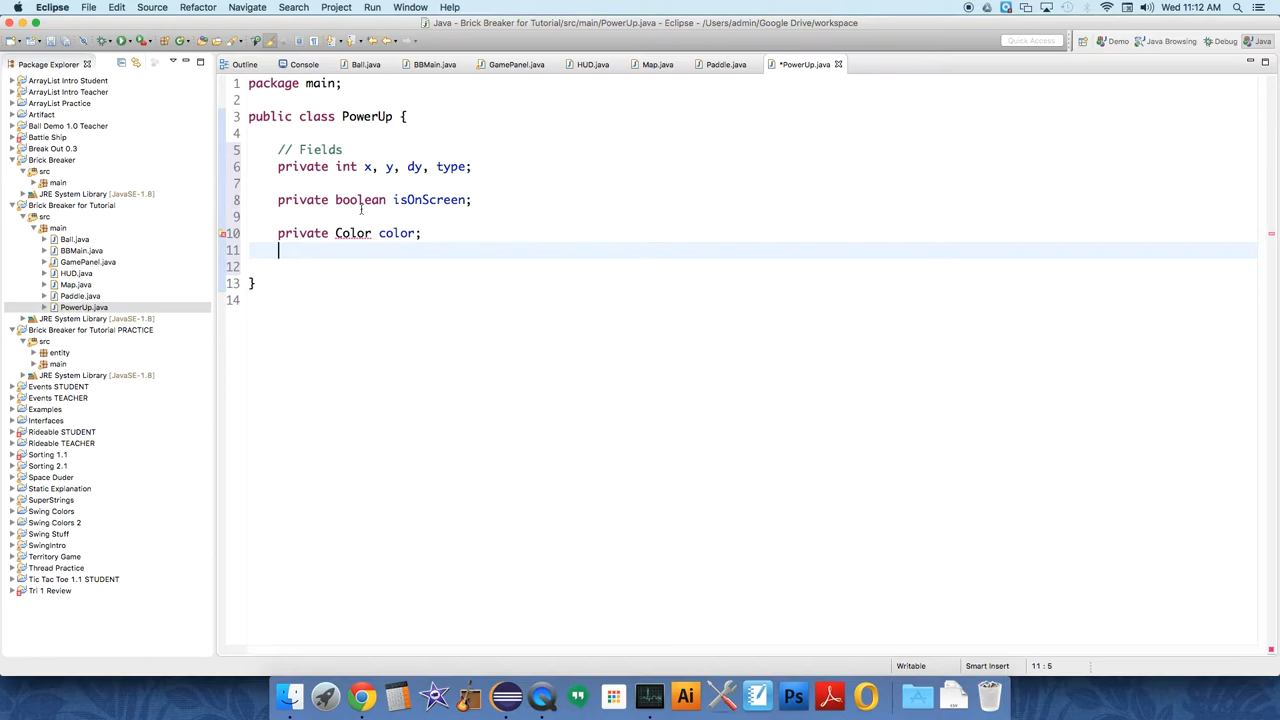 Eclipse File Edit Source Refactor Navigate Search Project Run Window Help Wed 11:12 AM
Java - Brick Breaker for Tutorial/src/main/PowerUp.java - Eclipse - /Users/admin/Google Drive/workspace
Quick Access Demo Java Browsing Debug Java
Package Explorer Outline Console Ball.java BBMain.java GamePanel.java HUD.java Map.java Paddle.java *PowerUp.java
ArrayList Intro Student
ArrayList Intro Teacher
ArrayList Practice
Artifact
Ball Demo 1.0 Teacher
Battle Ship
Break Out 0.3
Brick Breaker
src
main
JRE System Library [JavaSE-1.8]
Brick Breaker for Tutorial
src
main
Ball.java
BBMain.java
GamePanel.java
HUD.java
Map.java
Paddle.java
PowerUp.java
JRE System Library [JavaSE-1.8]
Brick Breaker for Tutorial PRACTICE
src
entity
main
JRE System Library [JavaSE-1.8]
Events STUDENT
Events TEACHER
Examples
Interfaces
Rideable STUDENT
Rideable TEACHER
Sorting 1.1
Sorting 2.1
Space Duder
Static Explanation
SuperStrings
Swing Colors
Swing Colors 2
Swing Stuff
SwingIntro
Territory Game
Thread Practice
Tic Tac Toe 1.1 STUDENT
Tri 1 Review
1 package main;
2
3 public class PowerUp {
4
5 // Fields
6 private int x, y, dy, type;
7
8 private boolean isOnScreen;
9
10 private Color color;
11
12
13 }
14
Writable Smart Insert 11 : 5
Ai Ps